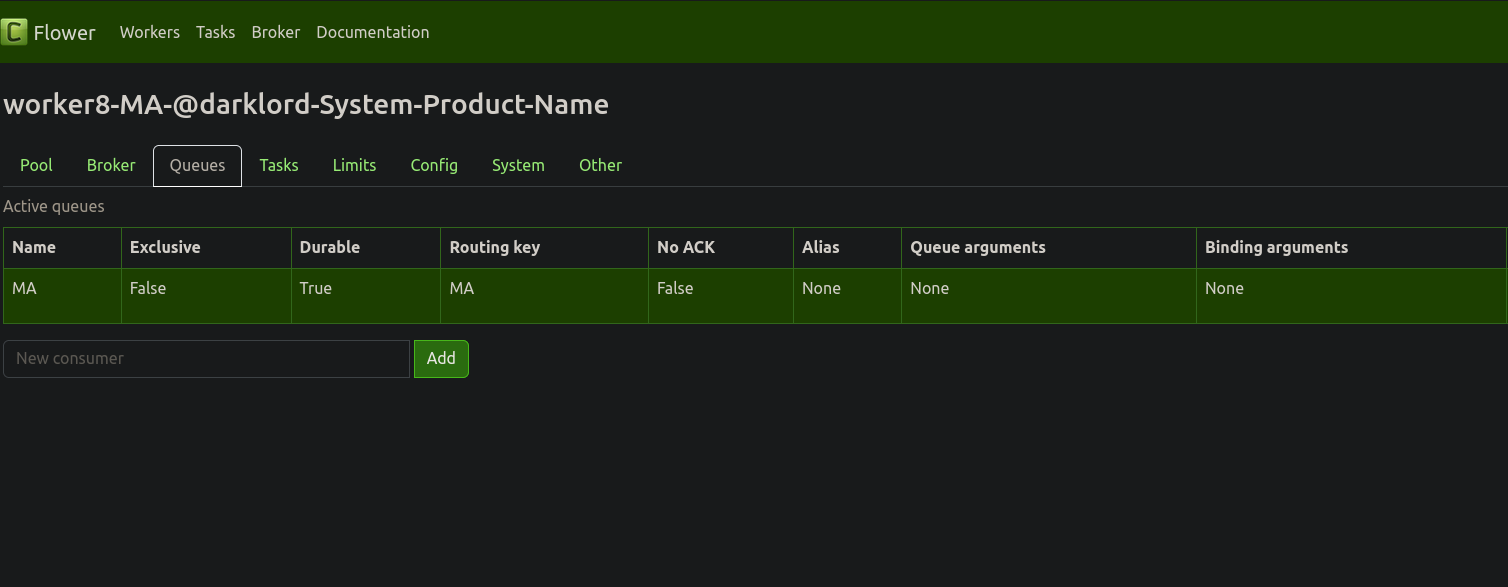 C Flower Workers Tasks Broker Documentation
worker8-MA-@darklord-System-Product-Name
Pool Broker Queues Tasks Limits Config System Other
Active queues
Name Exclusive Durable Routing key No ACK Alias Queue arguments Binding arguments
MA False True MA False None None None
New consumer Add